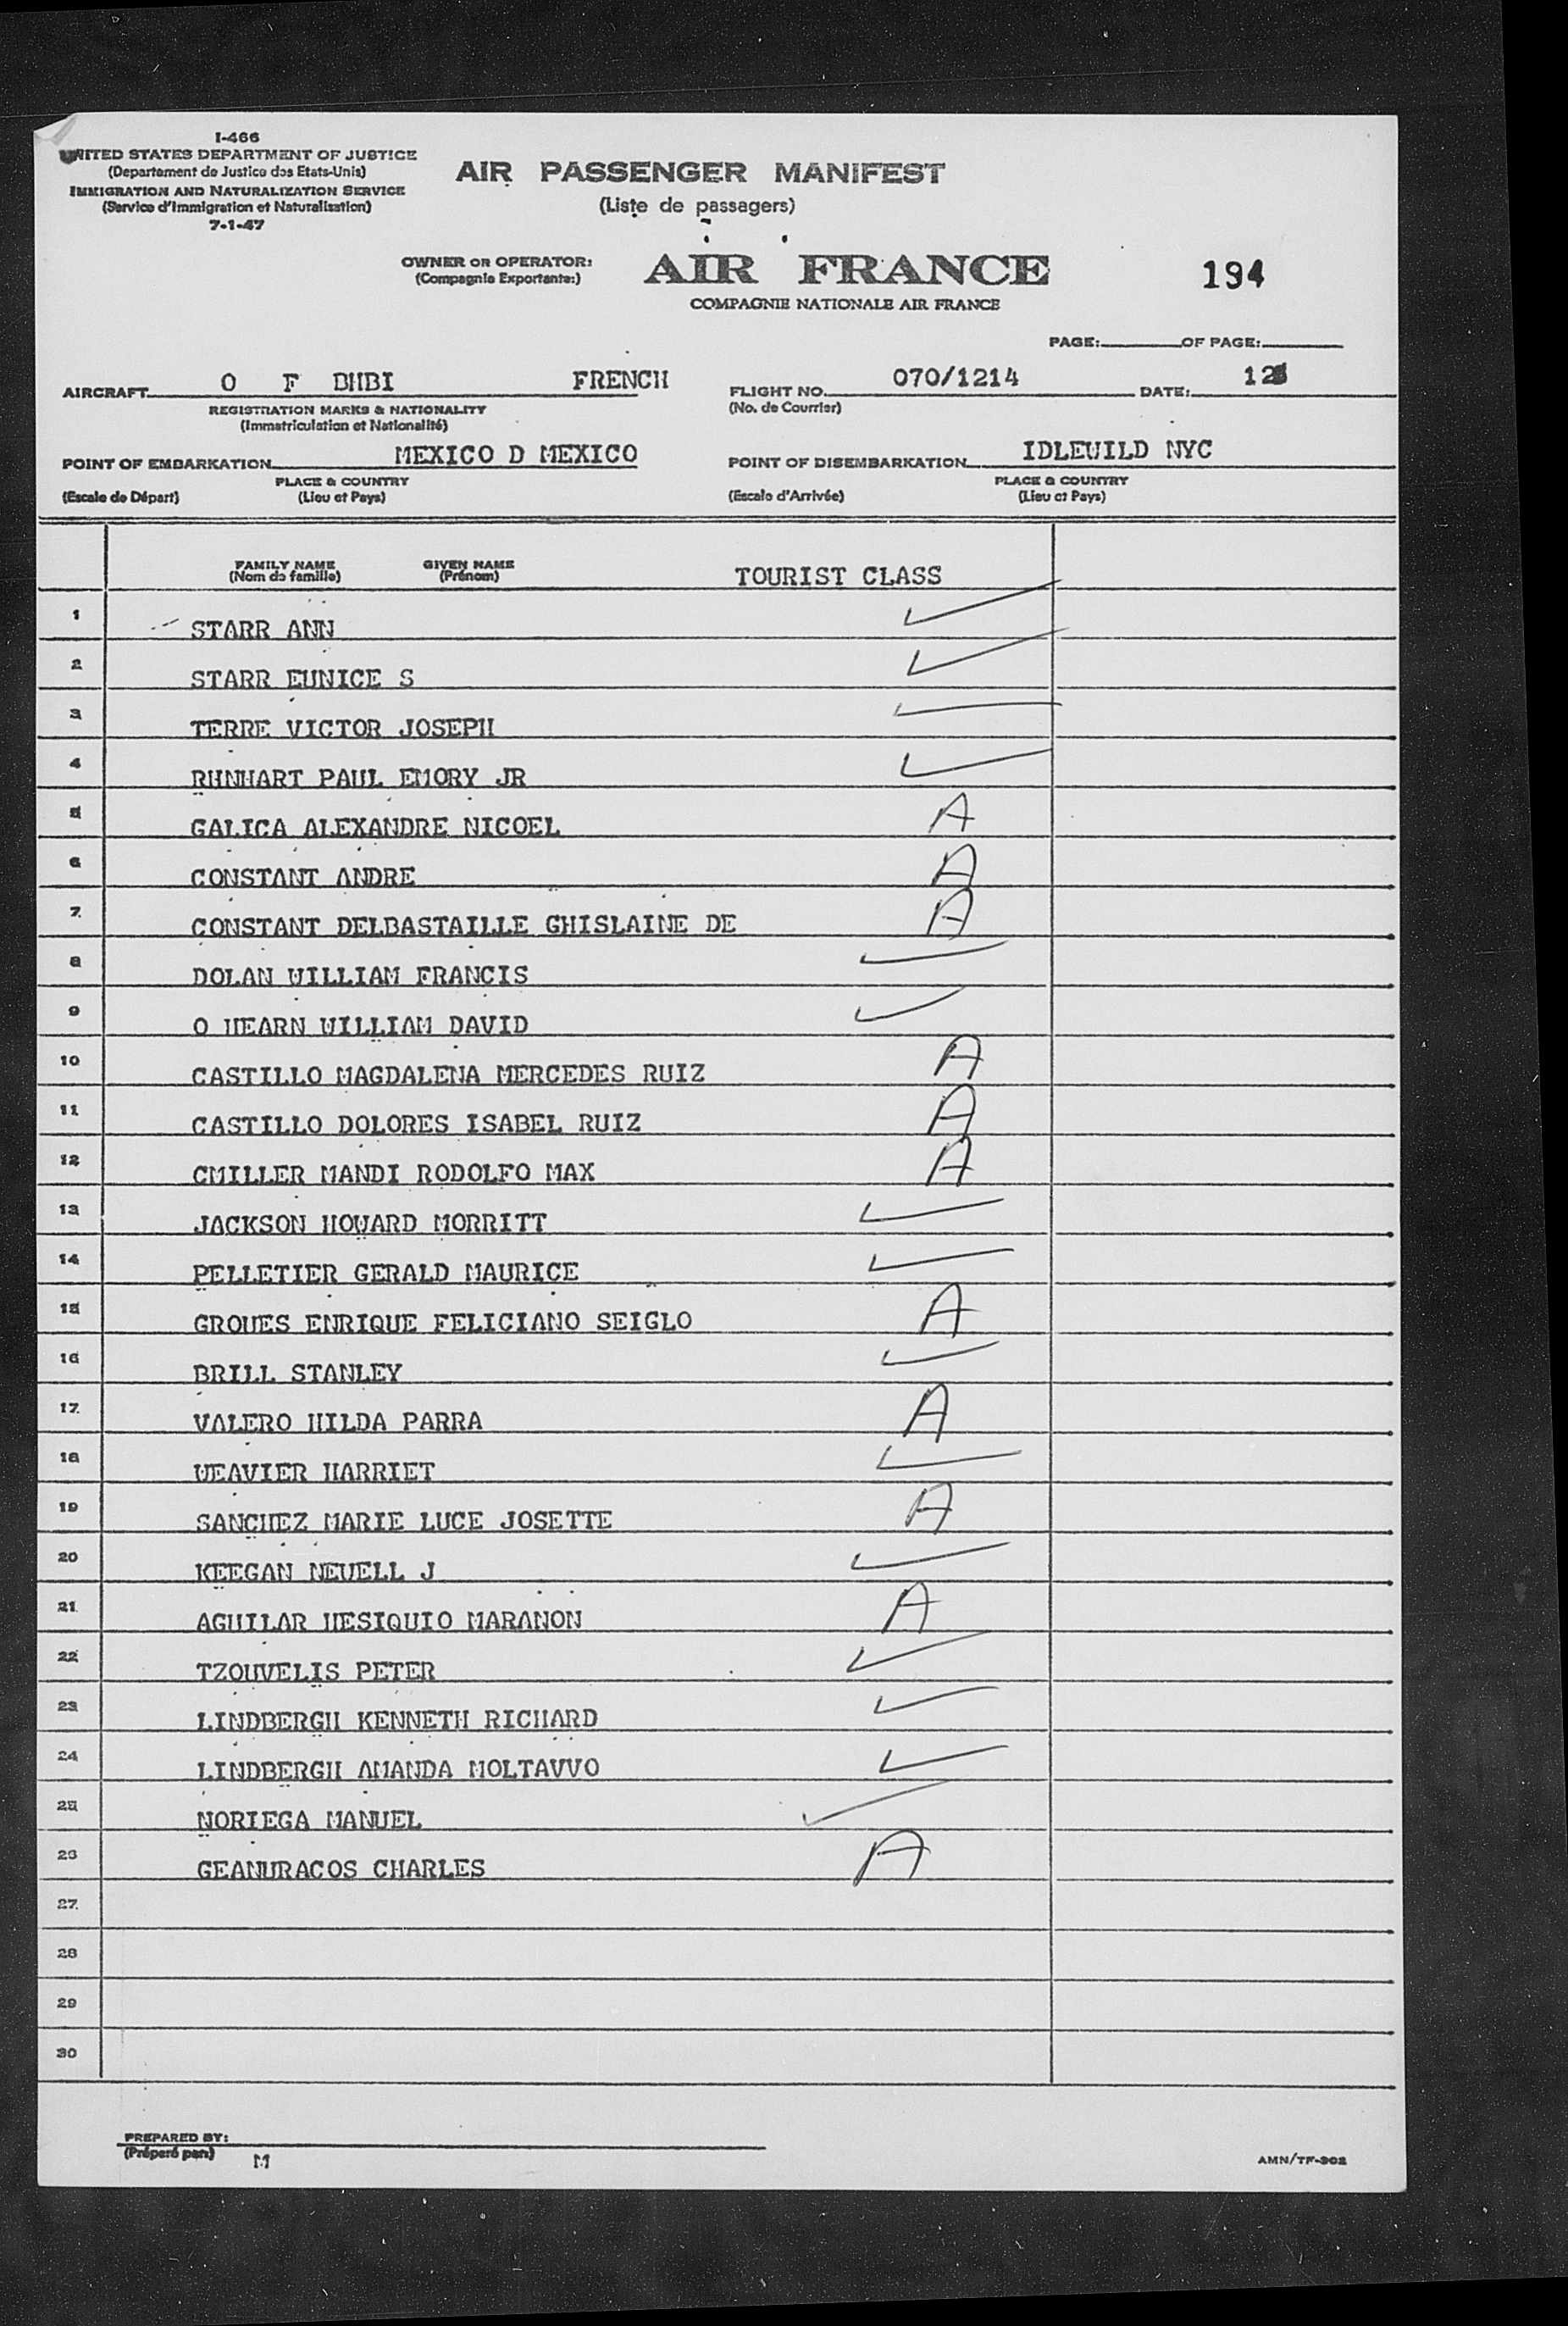 I-466
UNITED STATES DEPARTMENT OF JUSTICE
(Departement de Justice des Etats-Unis)
IMMIGRATION AND NATURALIZATION SERVICE
(Service d'Immigration et Naturalisation)
7-1-47
AIR PASSENGER MANIFEST
(Liste de passagers)
OWNER OR OPERATOR:
(Compagnie Exportante:)
AIR FRANCE
COMPAGNIE NATIONALE AIR FRANCE
194
PAGE: OF PAGE:
AIRCRAFT O F BHBI FRENCH
REGISTRATION MARKS & NATIONALITY
(Immatriculation et Nationalité)
FLIGHT NO. 070/1214 DATE:
(No. de Courrier)
POINT OF EMBARKATION MEXICO D MEXICO
PLACE & COUNTRY
(Escale de Départ) (Lieu et Pays)
POINT OF DISEMBARKATION IDLEWILD NYC
PLACE & COUNTRY
(Escale d'Arrivée) (Lieu et Pays)
FAMILY NAME GIVEN NAME
(Nom de famille) (Prénom) TOURIST CLASS
1 STARR ANN ✓
2 STARR EUNICE S ✓
3 TERRE VICTOR JOSEPH ✓
4 RHNHART PAUL EMORY JR ✓
5 GALICA ALEXANDRE NICOEL A
6 CONSTANT ANDRE A
7 CONSTANT DELBASTAILLE GHISLAINE DE A
8 DOLAN WILLIAM FRANCIS ✓
9 O HEARN WILLIAM DAVID ✓
10 CASTILLO MAGDALENA MERCEDES RUIZ A
11 CASTILLO DOLORES ISABEL RUIZ A
12 CMILLER MANDI RODOLFO MAX A
13 JACKSON HOWARD MORRITT ✓
14 PELLETIER GERALD MAURICE ✓
15 GROUES ENRIQUE FELICIANO SEIGLO A
16 BRILL STANLEY ✓
17 VALERO HILDA PARRA A
18 WEAVIER HARRIET ✓
19 SANCHEZ MARIE LUCE JOSETTE A
20 KEEGAN NEWELL J ✓
21 AGUILAR HESIQUIO MARANON A
22 TZOUVELIS PETER ✓
23 LINDBERGH KENNETH RICHARD ✓
24 LINDBERGH AMANDA MOLTAVVO ✓
25 NORIEGA MANUEL ✓
26 GEANURACOS CHARLES A
27
28
29
30
PREPARED BY:
(Préparé par:) M
AMN/TF-302